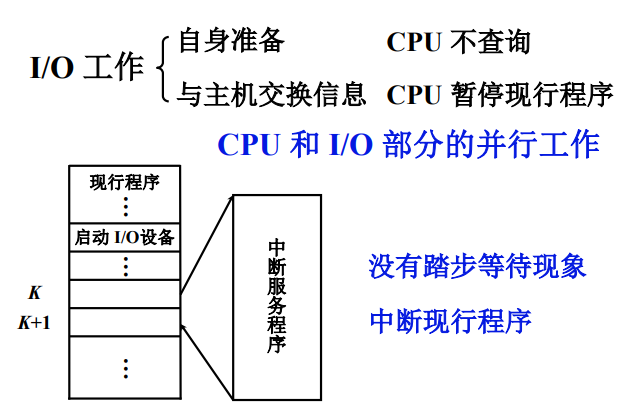 I/O 工作
自身准备 CPU 不查询
与主机交换信息 CPU 暂停现行程序
CPU 和 I/O 部分的并行工作
现行程序
⋮
启动 I/O设备
⋮
K
K+1
⋮
中断服务程序
没有踏步等待现象
中断现行程序